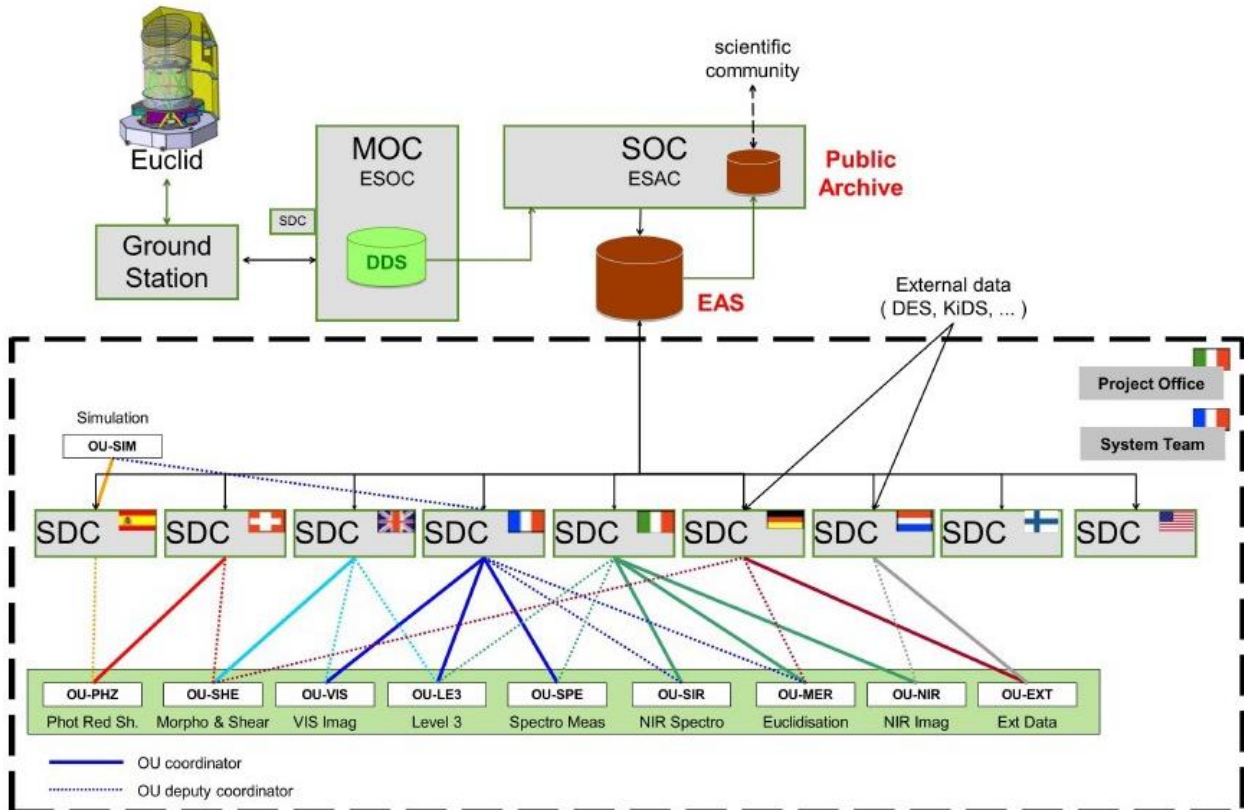 scientific
community
Euclid
MOC
ESOC
SOC
ESAC
Public
Archive
SDC
Ground
Station
DDS
EAS
External data
( DES, KiDS, ... )
Project Office
System Team
Simulation
OU-SIM
SDC
SDC
SDC
SDC
SDC
SDC
SDC
SDC
SDC
OU-PHZ
OU-SHE
OU-VIS
OU-LE3
OU-SPE
OU-SIR
OU-MER
OU-NIR
OU-EXT
Phot Red Sh.
Morpho & Shear
VIS Imag
Level 3
Spectro Meas
NIR Spectro
Euclidisation
NIR Imag
Ext Data
OU coordinator
OU deputy coordinator